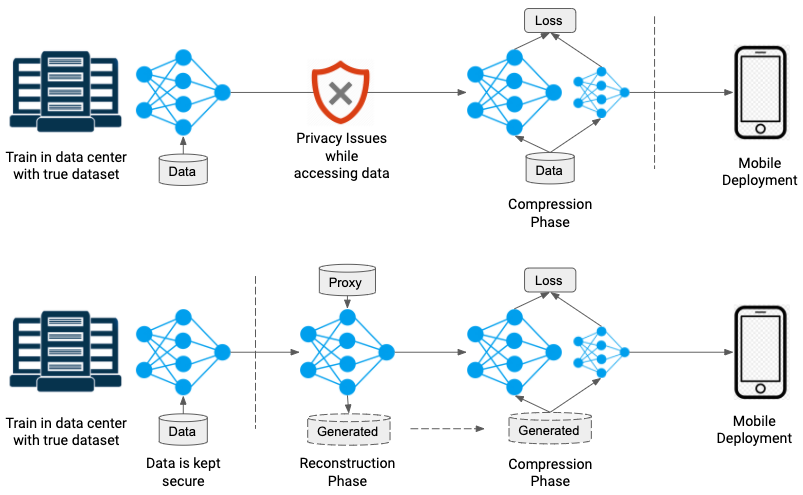 Loss
Train in data center
with true dataset
Data
Privacy Issues
while
accessing data
Data
Compression
Phase
Mobile
Deployment
Proxy
Loss
Train in data center
with true dataset
Data
Data is kept
secure
Generated
Reconstruction
Phase
Generated
Compression
Phase
Mobile
Deployment